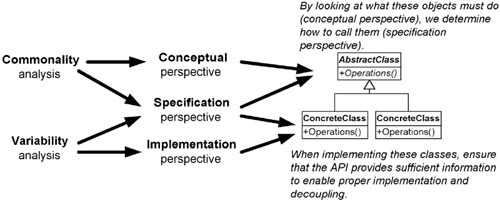 By looking at what these objects must do
(conceptual perspective), we determine
how to call them (specification
perspective).
Commonality
analysis
Conceptual
perspective
AbstractClass
+Operations()
Specification
perspective
Variability
analysis
Implementation
perspective
ConcreteClass
+Operations()
ConcreteClass
+Operations()
When implementing these classes, ensure
that the API provides sufficient information
to enable proper implementation and
decoupling.